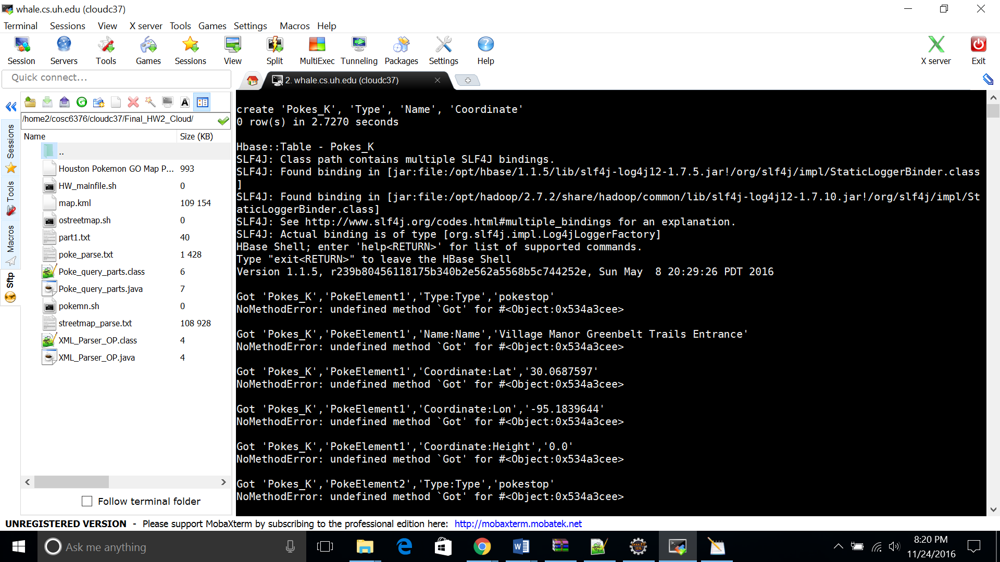 whale.cs.uh.edu (cloudc37)
Terminal Sessions View X server Tools Games Settings Macros Help
Session Servers Tools Games Sessions View Split MultiExec Tunneling Packages Settings Help X server Exit
Quick connect...
2. whale.cs.uh.edu (cloudc37)
/home2/cosc6376/cloudc37/Final_HW2_Cloud/
Name Size (KB)
..
Houston Pokemon GO Map P... 993
HW_mainfile.sh 0
map.kml 109 154
ostreetmap.sh 0
part1.txt 40
poke_parse.txt 1 428
Poke_query_parts.class 6
Poke_query_parts.java 7
pokemn.sh 0
streetmap_parse.txt 108 928
XML_Parser_OP.class 4
XML_Parser_OP.java 4
Sessions
Tools
Macros
Sftp
Follow terminal folder
create 'Pokes_K', 'Type', 'Name', 'Coordinate'
0 row(s) in 2.7270 seconds
Hbase::Table - Pokes_K
SLF4J: Class path contains multiple SLF4J bindings.
SLF4J: Found binding in [jar:file:/opt/hbase/1.1.5/lib/slf4j-log4j12-1.7.5.jar!/org/slf4j/impl/StaticLoggerBinder.class
]
SLF4J: Found binding in [jar:file:/opt/hadoop/2.7.2/share/hadoop/common/lib/slf4j-log4j12-1.7.10.jar!/org/slf4j/impl/St
aticLoggerBinder.class]
SLF4J: See http://www.slf4j.org/codes.html#multiple_bindings for an explanation.
SLF4J: Actual binding is of type [org.slf4j.impl.Log4jLoggerFactory]
HBase Shell; enter 'help<RETURN>' for list of supported commands.
Type "exit<RETURN>" to leave the HBase Shell
Version 1.1.5, r239b80456118175b340b2e562a5568b5c744252e, Sun May  8 20:29:26 PDT 2016
Got 'Pokes_K','PokeElement1','Type:Type','pokestop'
NoMethodError: undefined method `Got' for #<Object:0x534a3cee>
Got 'Pokes_K','PokeElement1','Name:Name','Village Manor Greenbelt Trails Entrance'
NoMethodError: undefined method `Got' for #<Object:0x534a3cee>
Got 'Pokes_K','PokeElement1','Coordinate:Lat','30.0687597'
NoMethodError: undefined method `Got' for #<Object:0x534a3cee>
Got 'Pokes_K','PokeElement1','Coordinate:Lon','-95.1839644'
NoMethodError: undefined method `Got' for #<Object:0x534a3cee>
Got 'Pokes_K','PokeElement1','Coordinate:Height','0.0'
NoMethodError: undefined method `Got' for #<Object:0x534a3cee>
Got 'Pokes_K','PokeElement2','Type:Type','pokestop'
NoMethodError: undefined method `Got' for #<Object:0x534a3cee>
UNREGISTERED VERSION - Please support MobaXterm by subscribing to the professional edition here: http://mobaxterm.mobatek.net
Ask me anything
8:20 PM
11/24/2016